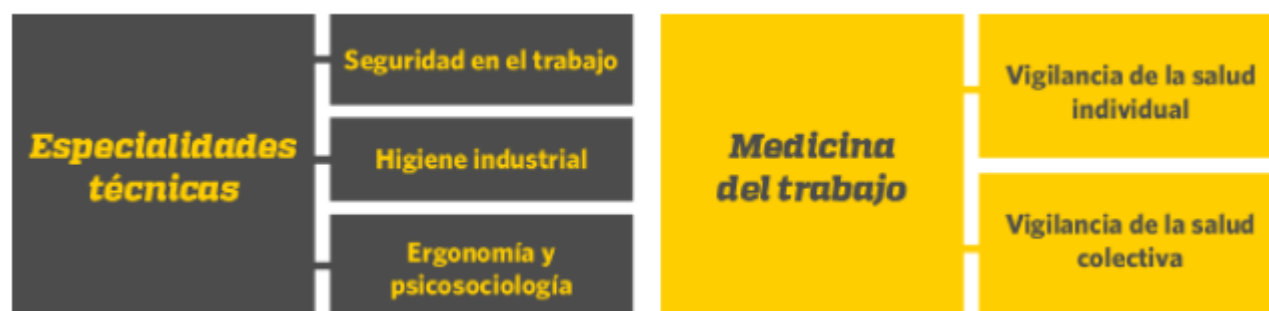 Especialidades
técnicas
Seguridad en el trabajo
Higiene industrial
Ergonomía y
psicosociología
Medicina
del trabajo
Vigilancia de la salud
individual
Vigilancia de la salud
colectiva